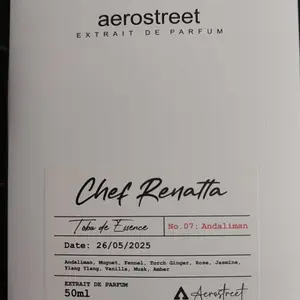 aerostreet
EXTRAIT DE PARFUM
Chef Renatta
Toba de Essence
No.07: Andaliman
Date: 26/05/2025
Andaliman, Muguet, Fennel, Torch Ginger, Rose, Jasmine,
Ylang Ylang, Vanilla, Musk, Amber
EXTRAIT DE PARFUM
50ml
Aerostreet